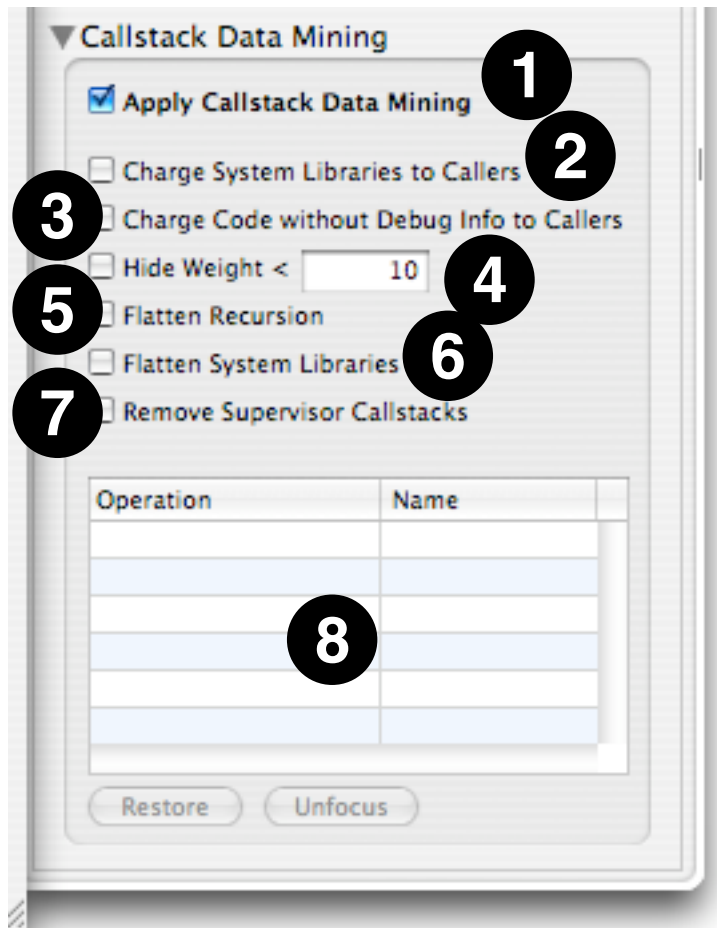 Callstack Data Mining
1
Apply Callstack Data Mining
2
Charge System Libraries to Callers
3
Charge Code without Debug Info to Callers
Hide Weight < 10
4
5
Flatten Recursion
6
Flatten System Libraries
7
Remove Supervisor Callstacks
Operation Name
8
Restore Unfocus